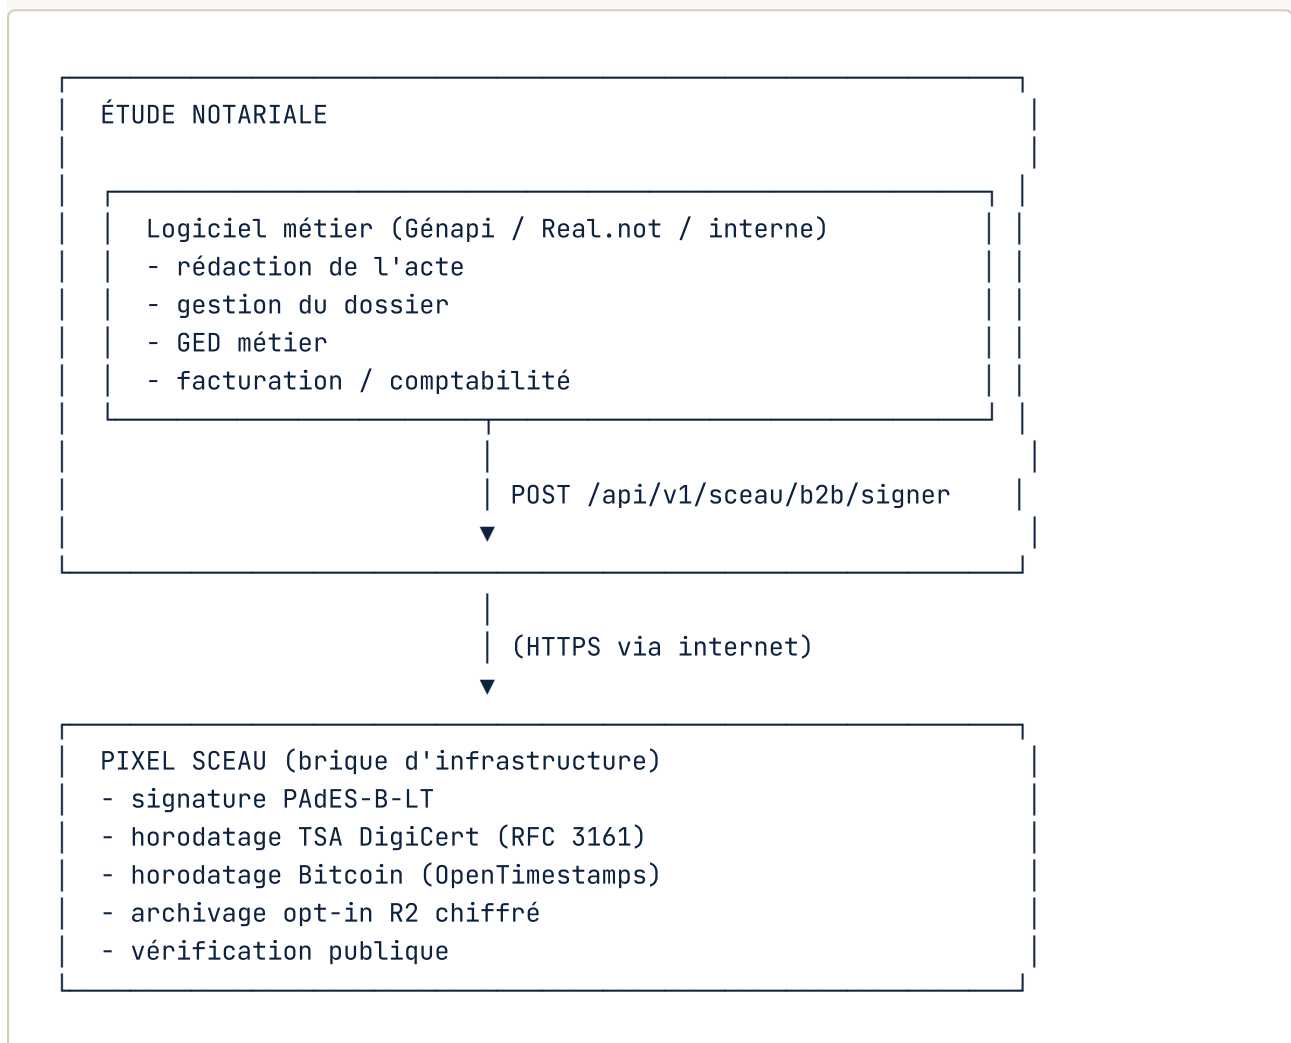 ÉTUDE NOTARIALE
Logiciel métier (Génapi / Real.not / interne)
- rédaction de l'acte
- gestion du dossier
- GED métier
- facturation / comptabilité
POST /api/v1/sceau/b2b/signer
(HTTPS via internet)
PIXEL SCEAU (brique d'infrastructure)
- signature PAdES-B-LT
- horodatage TSA DigiCert (RFC 3161)
- horodatage Bitcoin (OpenTimestamps)
- archivage opt-in R2 chiffré
- vérification publique